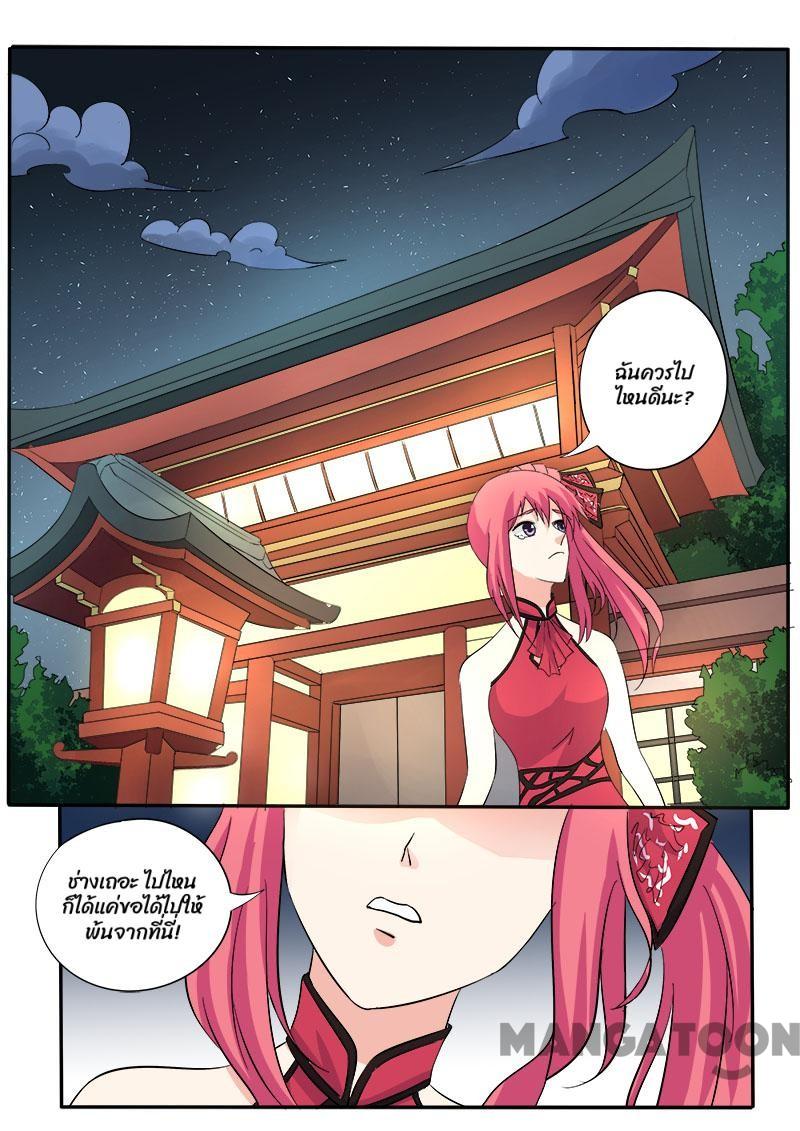 ฉันควรไป
ไหนดีนะ?
ช่างเถอะ ไปไหน
ก็ได้แค่ขอได้ไปให้
พ้นจากที่นี่!
MANGATOON